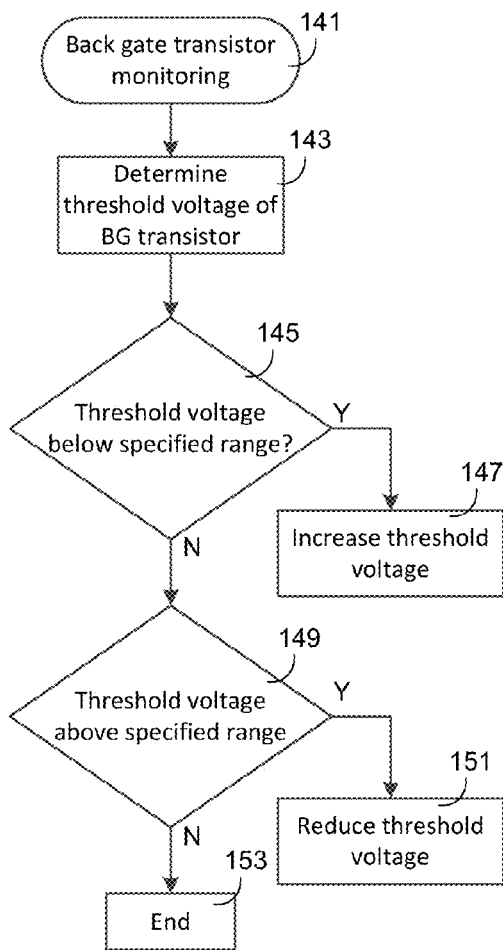 141
Back gate transistor
monitoring
143
Determine
threshold voltage of
BG transistor
145
Threshold voltage
below specified range?
Y
147
Increase threshold
voltage
N
149
Threshold voltage
above specified range
Y
151
Reduce threshold
voltage
N
153
End